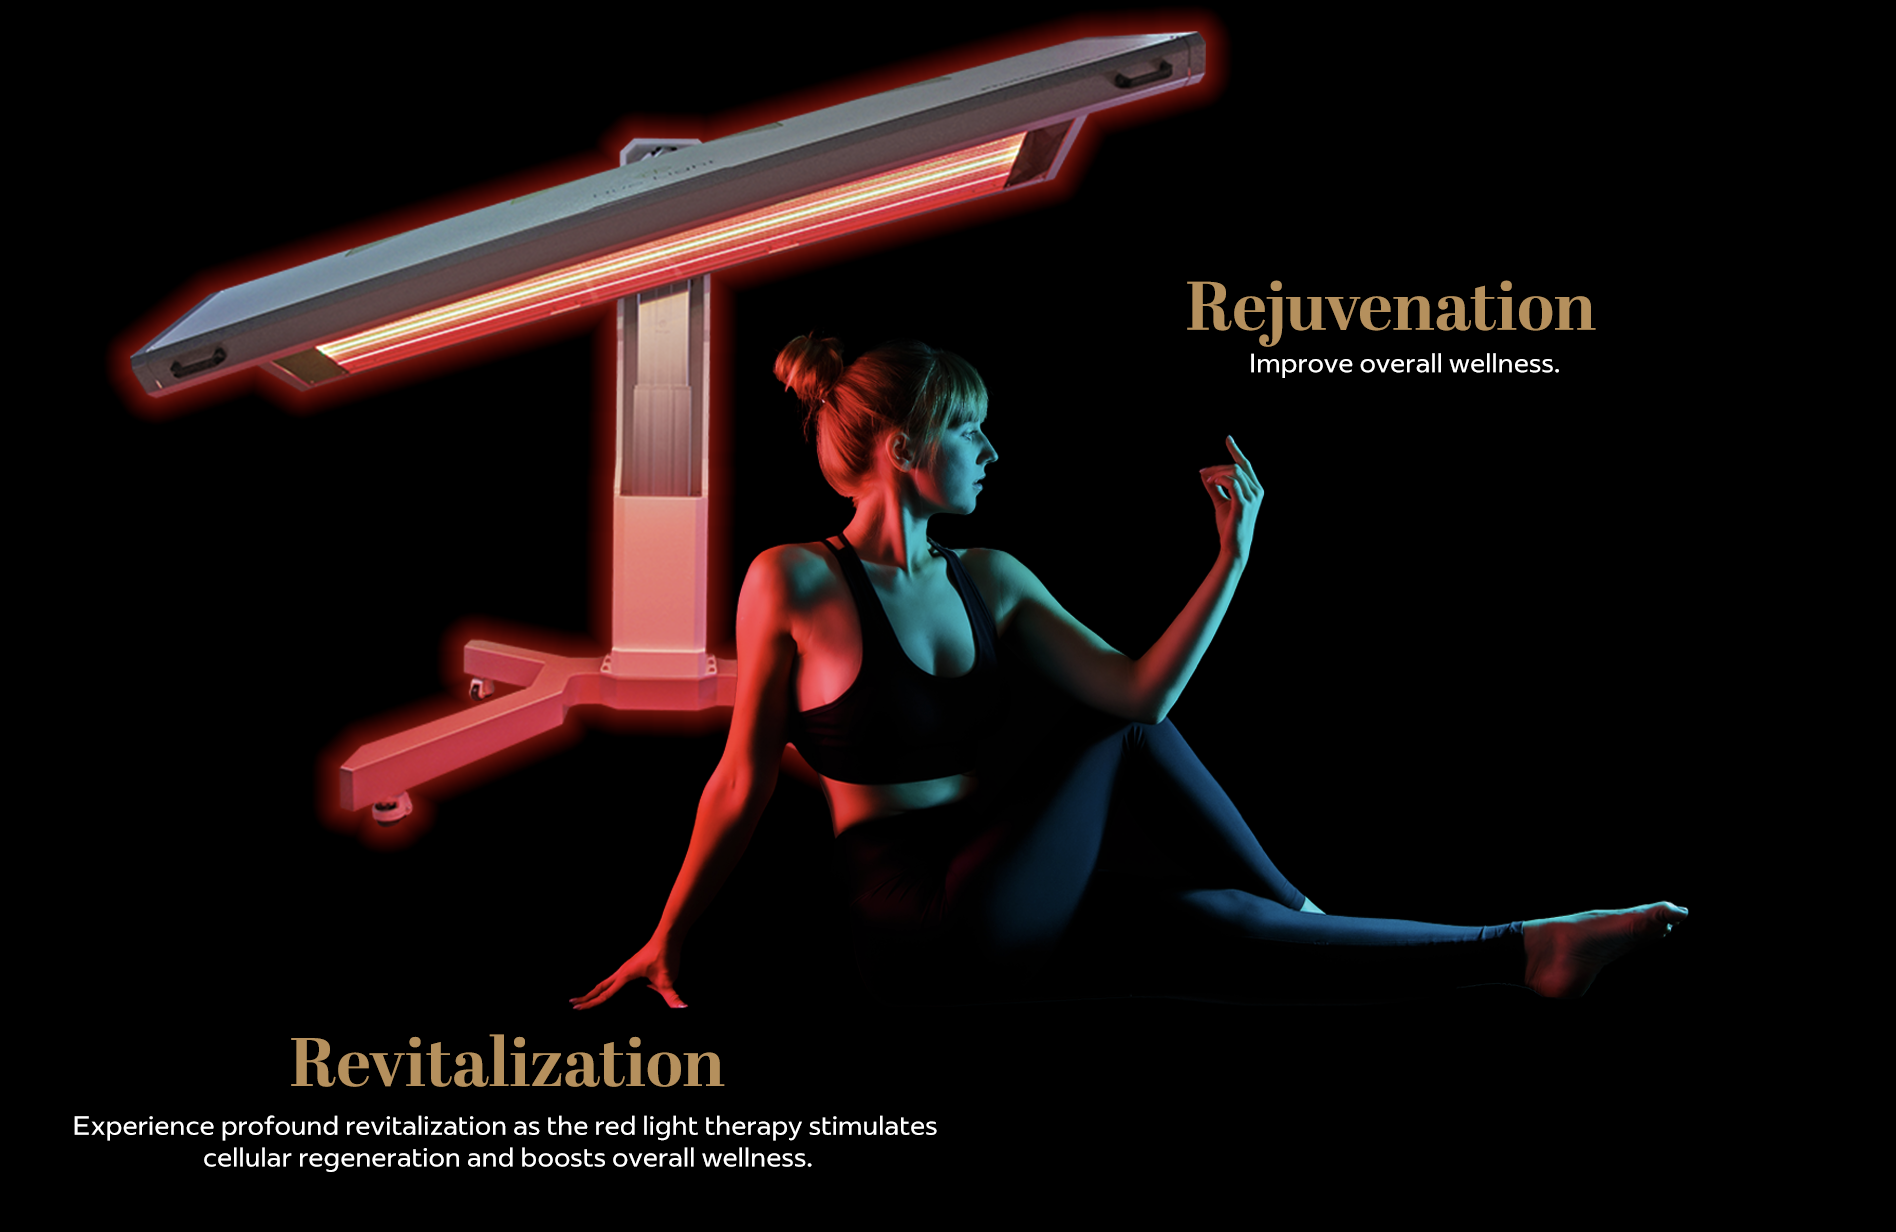 Rejuvenation
Improve overall wellness.
Revitalization
Experience profound revitalization as the red light therapy stimulates
cellular regeneration and boosts overall wellness.